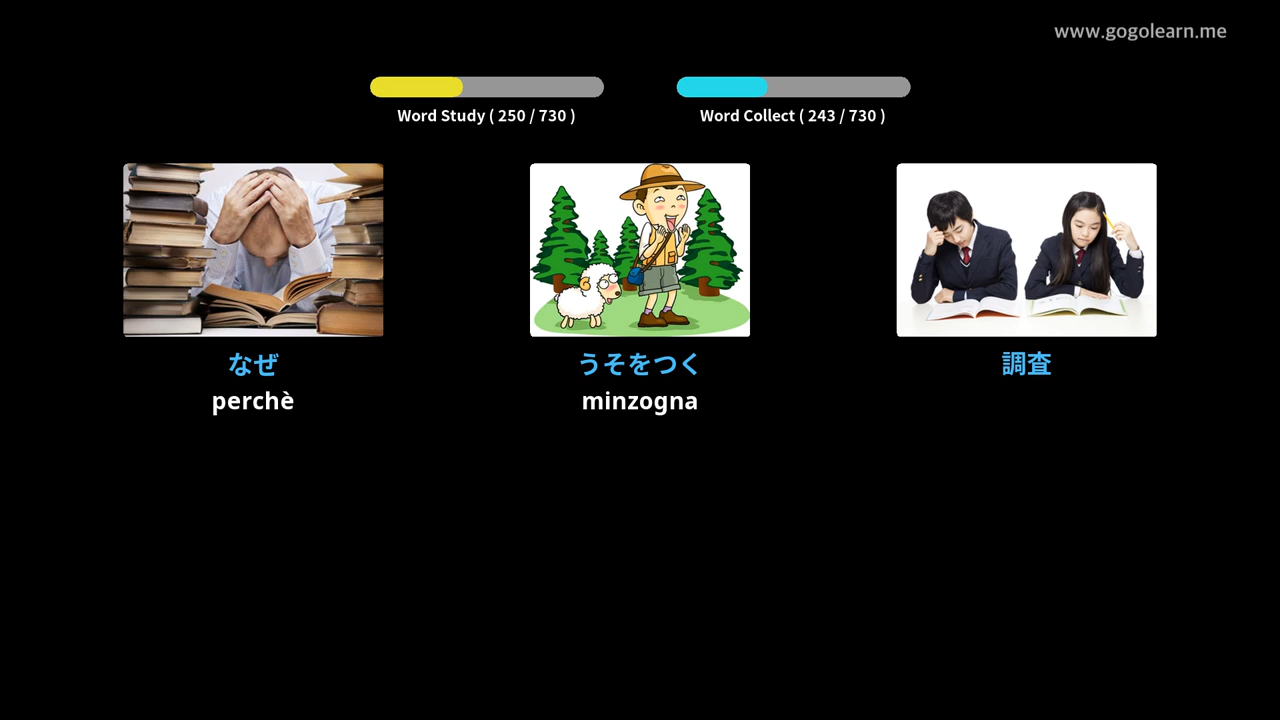 www.gogolearn.me
Word Study ( 250 / 730 )
Word Collect ( 243 / 730 )
なぜ
perchè
うそをつく
minzogna
調査